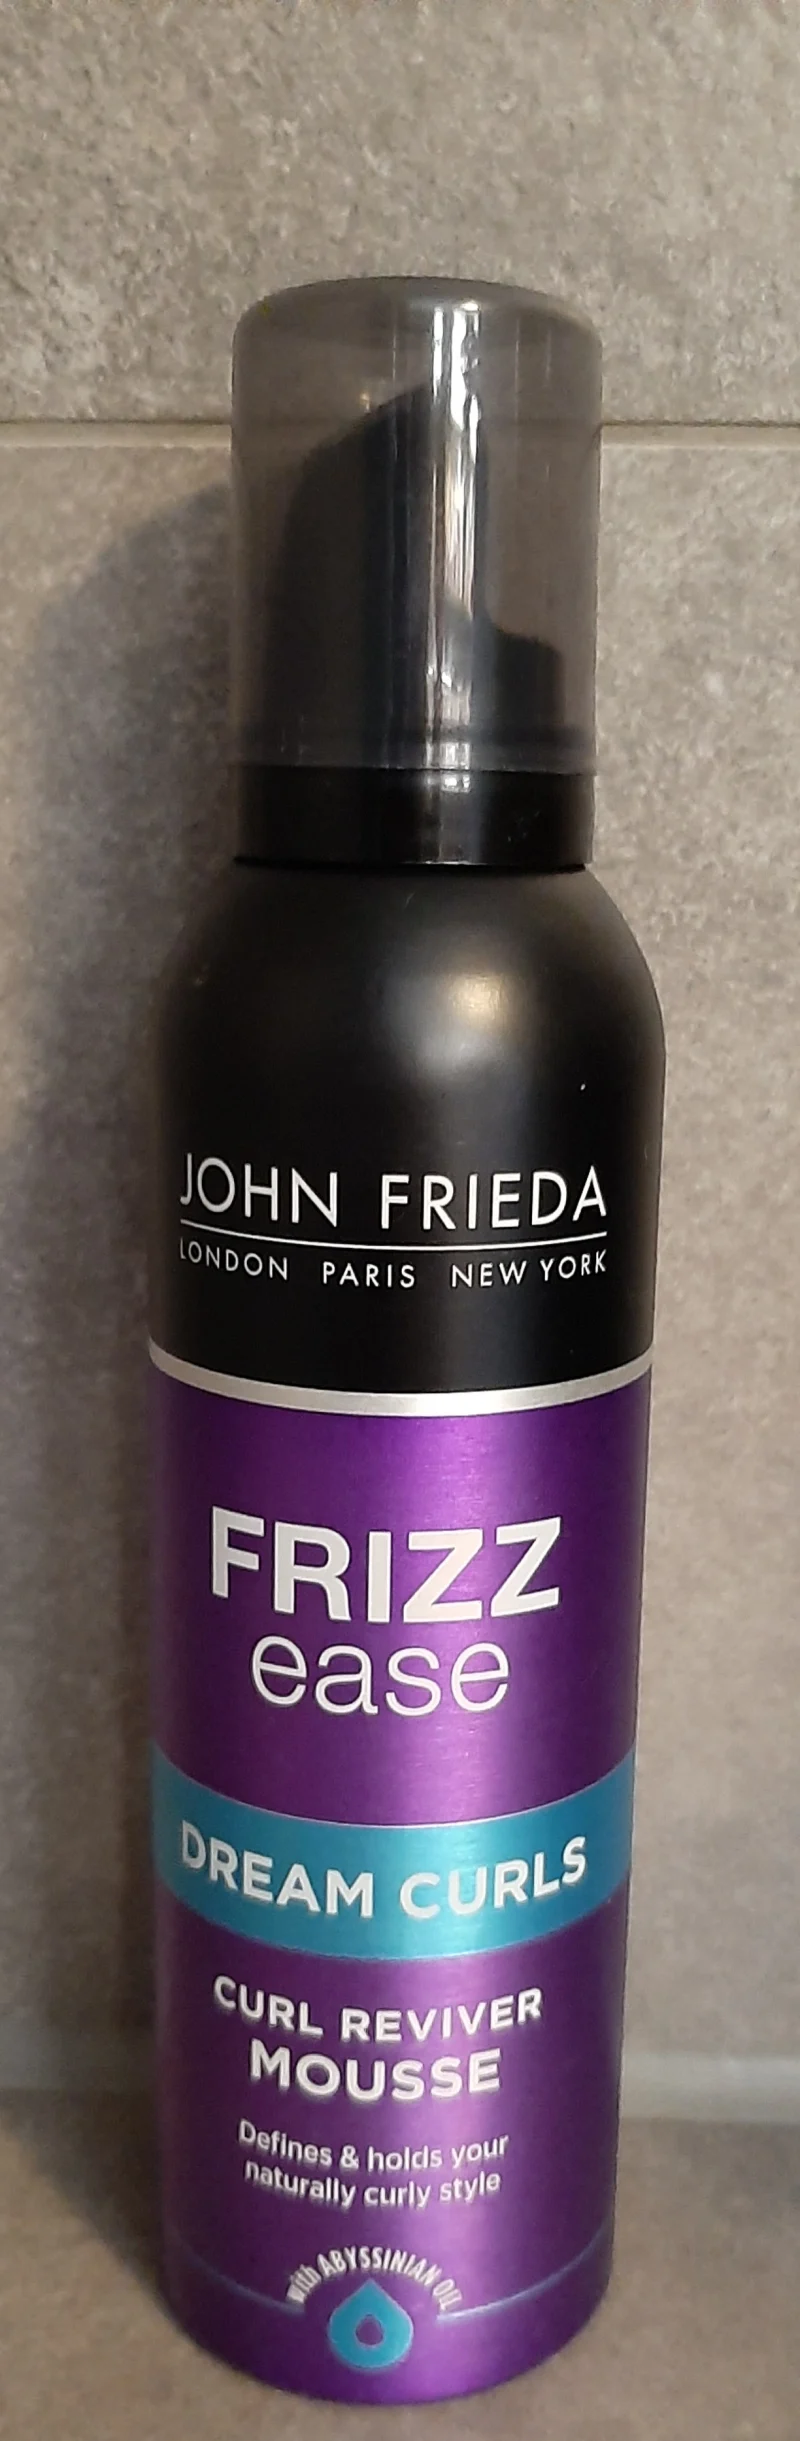 JOHN FRIEDA
LONDON PARIS NEW YORK
FRIZZ
ease
DREAM CURLS
CURL REVIVER
MOUSSE
Defines & holds your
naturally curly style
with ABYSSINIAN OIL